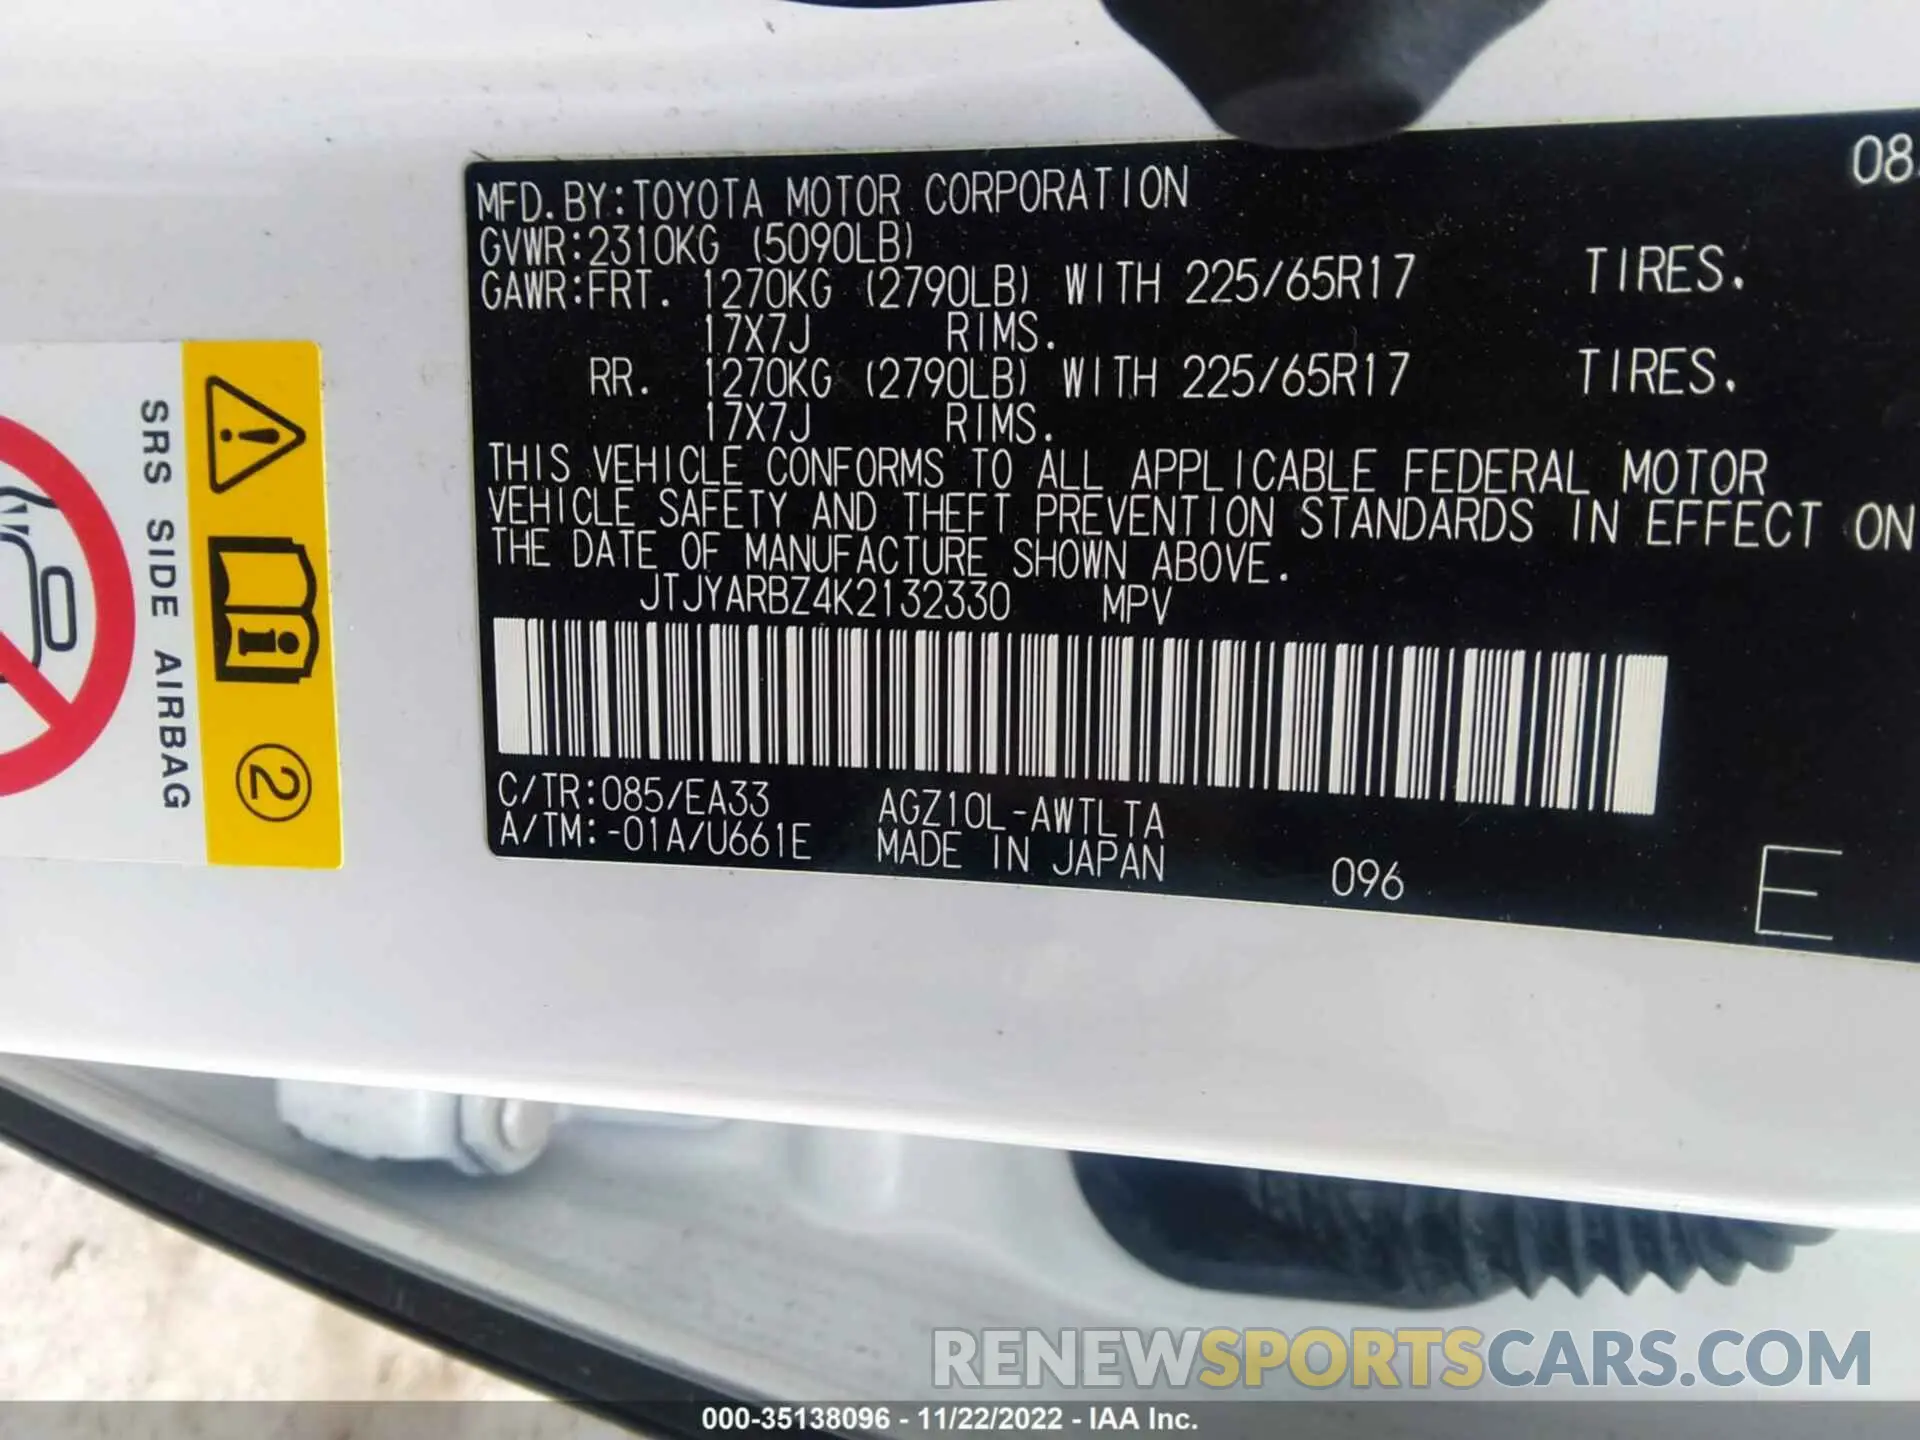 08
MFD.BY:TOYOTA MOTOR CORPORATION
GVWR:2310KG (5090LB)
GAWR:FRT. 1270KG (2790LB) WITH 225/65R17 TIRES.
17X7J RIMS.
RR. 1270KG (2790LB) WITH 225/65R17 TIRES.
17X7J RIMS.
THIS VEHICLE CONFORMS TO ALL APPLICABLE FEDERAL MOTOR
VEHICLE SAFETY AND THEFT PREVENTION STANDARDS IN EFFECT ON
THE DATE OF MANUFACTURE SHOWN ABOVE.
JTJYARBZ4K2132330 MPV
C/TR:085/EA33 AGZ10L-AWTLTA
A/TM:-01A/U661E MADE IN JAPAN
096
E
SRS SIDE AIRBAG
2
RENEWSPORTSCARS.COM
000-35138096 - 11/22/2022 - IAA Inc.